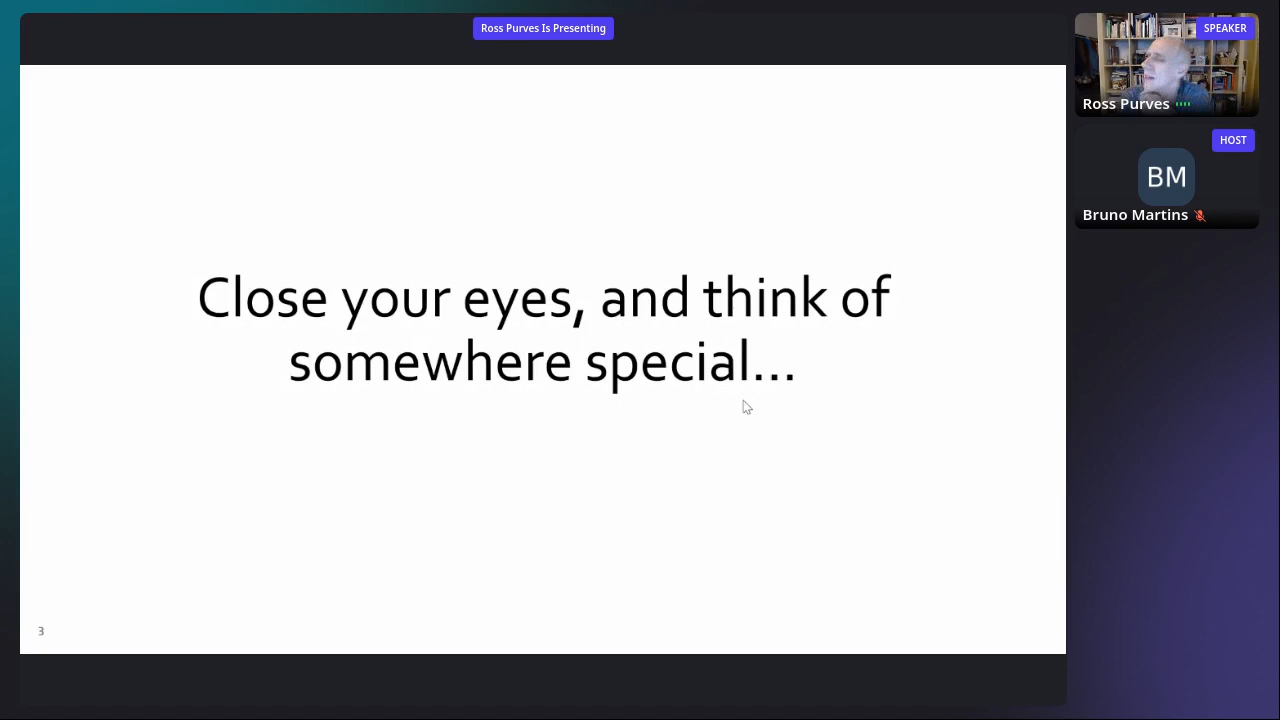 Ross Purves Is Presenting
SPEAKER
Ross Purves
HOST
BM
Bruno Martins
Close your eyes, and think of
somewhere special...
3